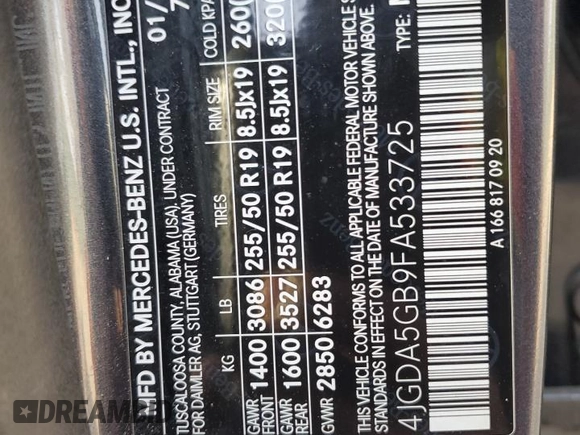 MFD BY MERCEDES-BENZ U.S. INTL., INC
01/
TUSCALOOSA COUNTY, ALABAMA (USA), UNDER CONTRACT
FOR DAIMLER AG, STUTTGART (GERMANY)
KG LB TIRES RIM SIZE COLD KPA
GAWR FRONT 1400 3086 255/50 R19 8.5Jx19 260
GAWR REAR 1600 3527 255/50 R19 8.5Jx19 320
GVWR 2850 6283
THIS VEHICLE CONFORMS TO ALL APPLICABLE FEDERAL MOTOR VEHICLE S
STANDARDS IN EFFECT ON THE DATE OF MANUFACTURE SHOWN ABOVE.
4JGDA5GB9FA533725 TYPE:
A 166 817 09 20
DREAMBID